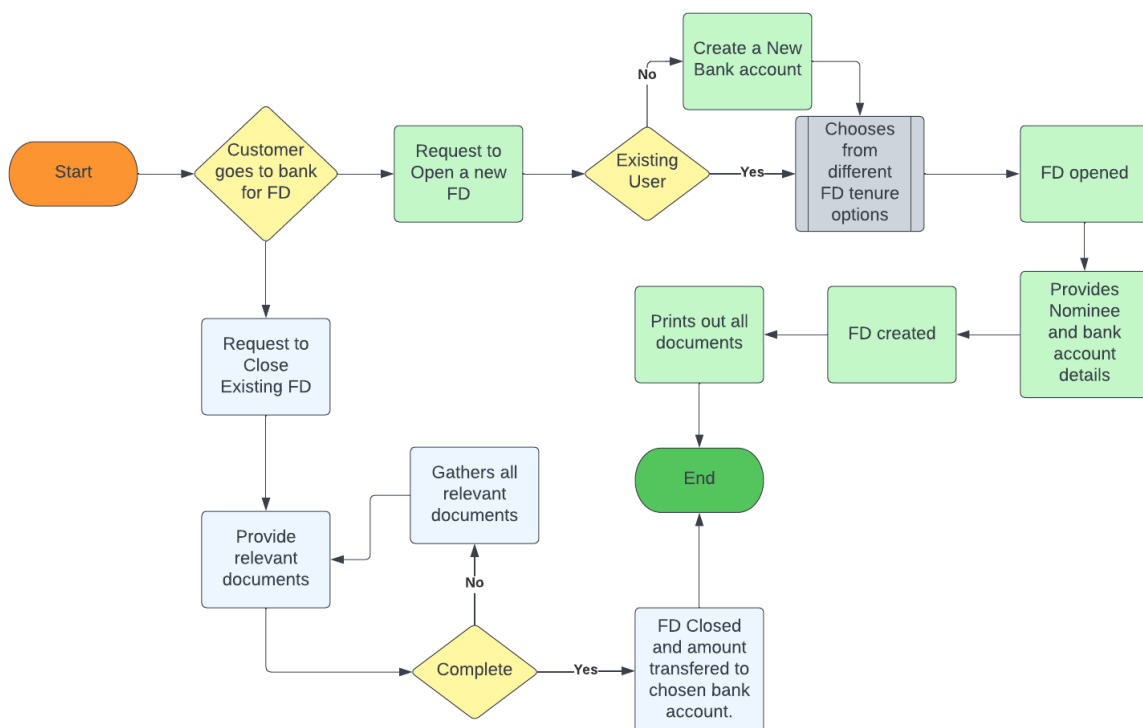 Start
Customer
goes to bank
for FD
Request to
Open a new
FD
Existing
User
No
Create a New
Bank account
Yes
Chooses
from
different
FD tenure
options
FD opened
Provides
Nominee
and bank
account
details
FD created
Prints out all
documents
End
Request to
Close
Existing FD
Provide
relevant
documents
Gathers all
relevant
documents
No
Complete
Yes
FD Closed
and amount
transfered to
chosen bank
account.